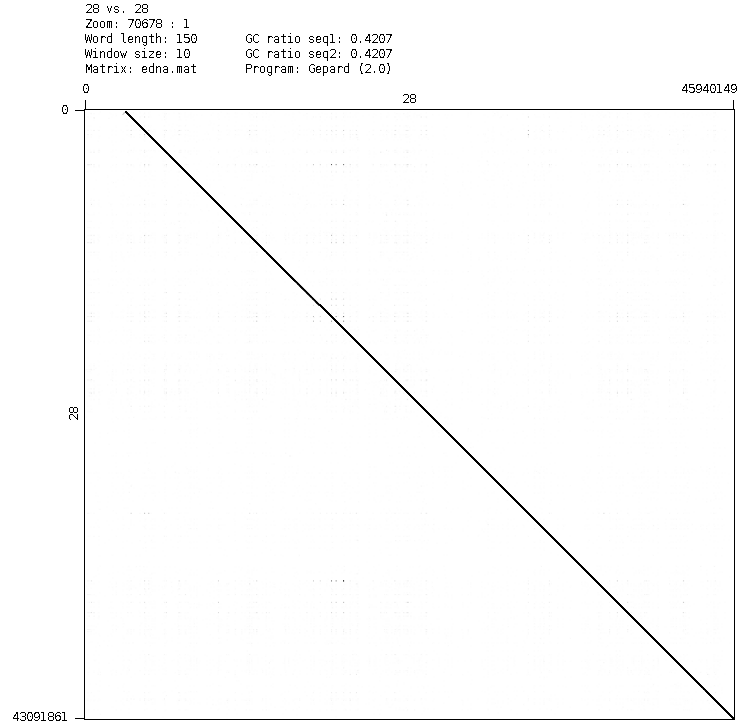 28 vs. 28
Zoom: 70678 : 1
Word length: 150 GC ratio seq1: 0.4207
Window size: 10 GC ratio seq2: 0.4207
Matrix: edna.mat Program: Gepard (2.0)
0 45940149
28
0
28
43091861